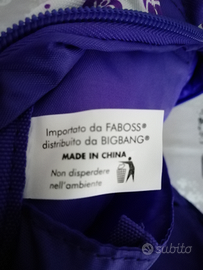 Importato da FABOSS®
distribuito da BIGBANG®
MADE IN CHINA
Non disperdere
nell'ambiente
subito